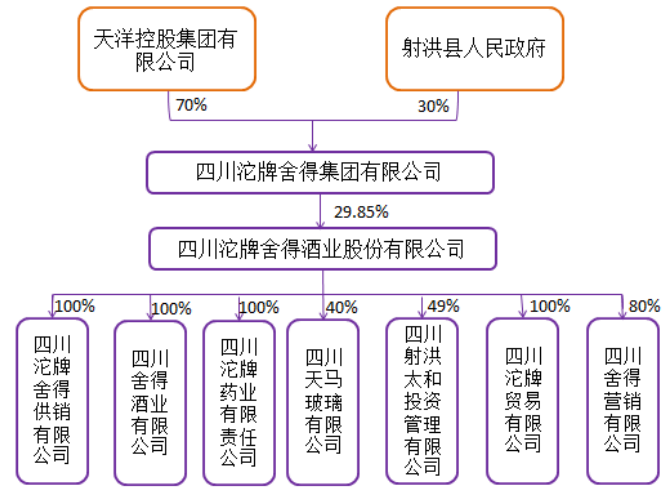 天洋控股集团有
限公司
射洪县人民政府
70%
30%
四川沱牌舍得集团有限公司
29.85%
四川沱牌舍得酒业股份有限公司
100%
100%
100%
40%
49%
100%
80%
四川
沱牌
舍得
供销
有限
公司
四川
舍得
酒业
有限
公司
四川
沱牌
药业
有限
责任
公司
四川
天马
玻璃
有限
公司
四川
射洪
太和
投资
管理
有限
公司
四川
沱牌
贸易
有限
公司
四川
舍得
营销
有限
公司